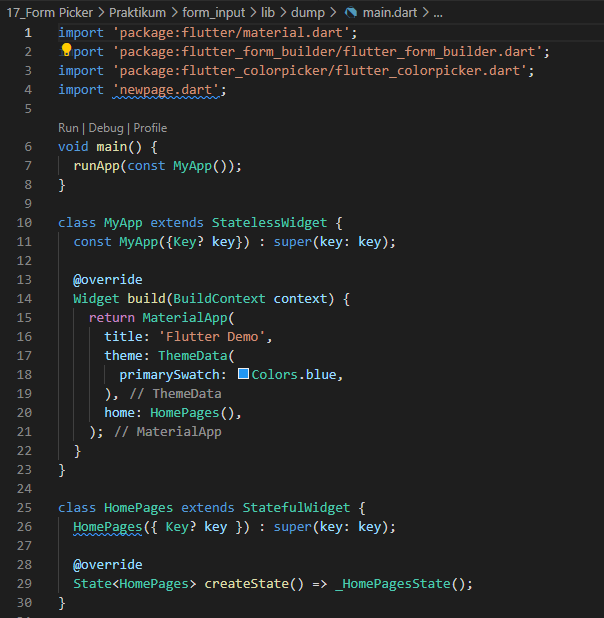 17_Form Picker > Praktikum > form_input > lib > dump > main.dart > ...
1 import 'package:flutter/material.dart';
2 port 'package:flutter_form_builder/flutter_form_builder.dart';
3 import 'package:flutter_colorpicker/flutter_colorpicker.dart';
4 import 'newpage.dart';
5
Run | Debug | Profile
6 void main() {
7 runApp(const MyApp());
8 }
9
10 class MyApp extends StatelessWidget {
11 const MyApp({Key? key}) : super(key: key);
12
13 @override
14 Widget build(BuildContext context) {
15 return MaterialApp(
16 title: 'Flutter Demo',
17 theme: ThemeData(
18 primarySwatch: Colors.blue,
19 ), // ThemeData
20 home: HomePages(),
21 ); // MaterialApp
22 }
23 }
24
25 class HomePages extends StatefulWidget {
26 HomePages({ Key? key }) : super(key: key);
27
28 @override
29 State<HomePages> createState() => _HomePagesState();
30 }